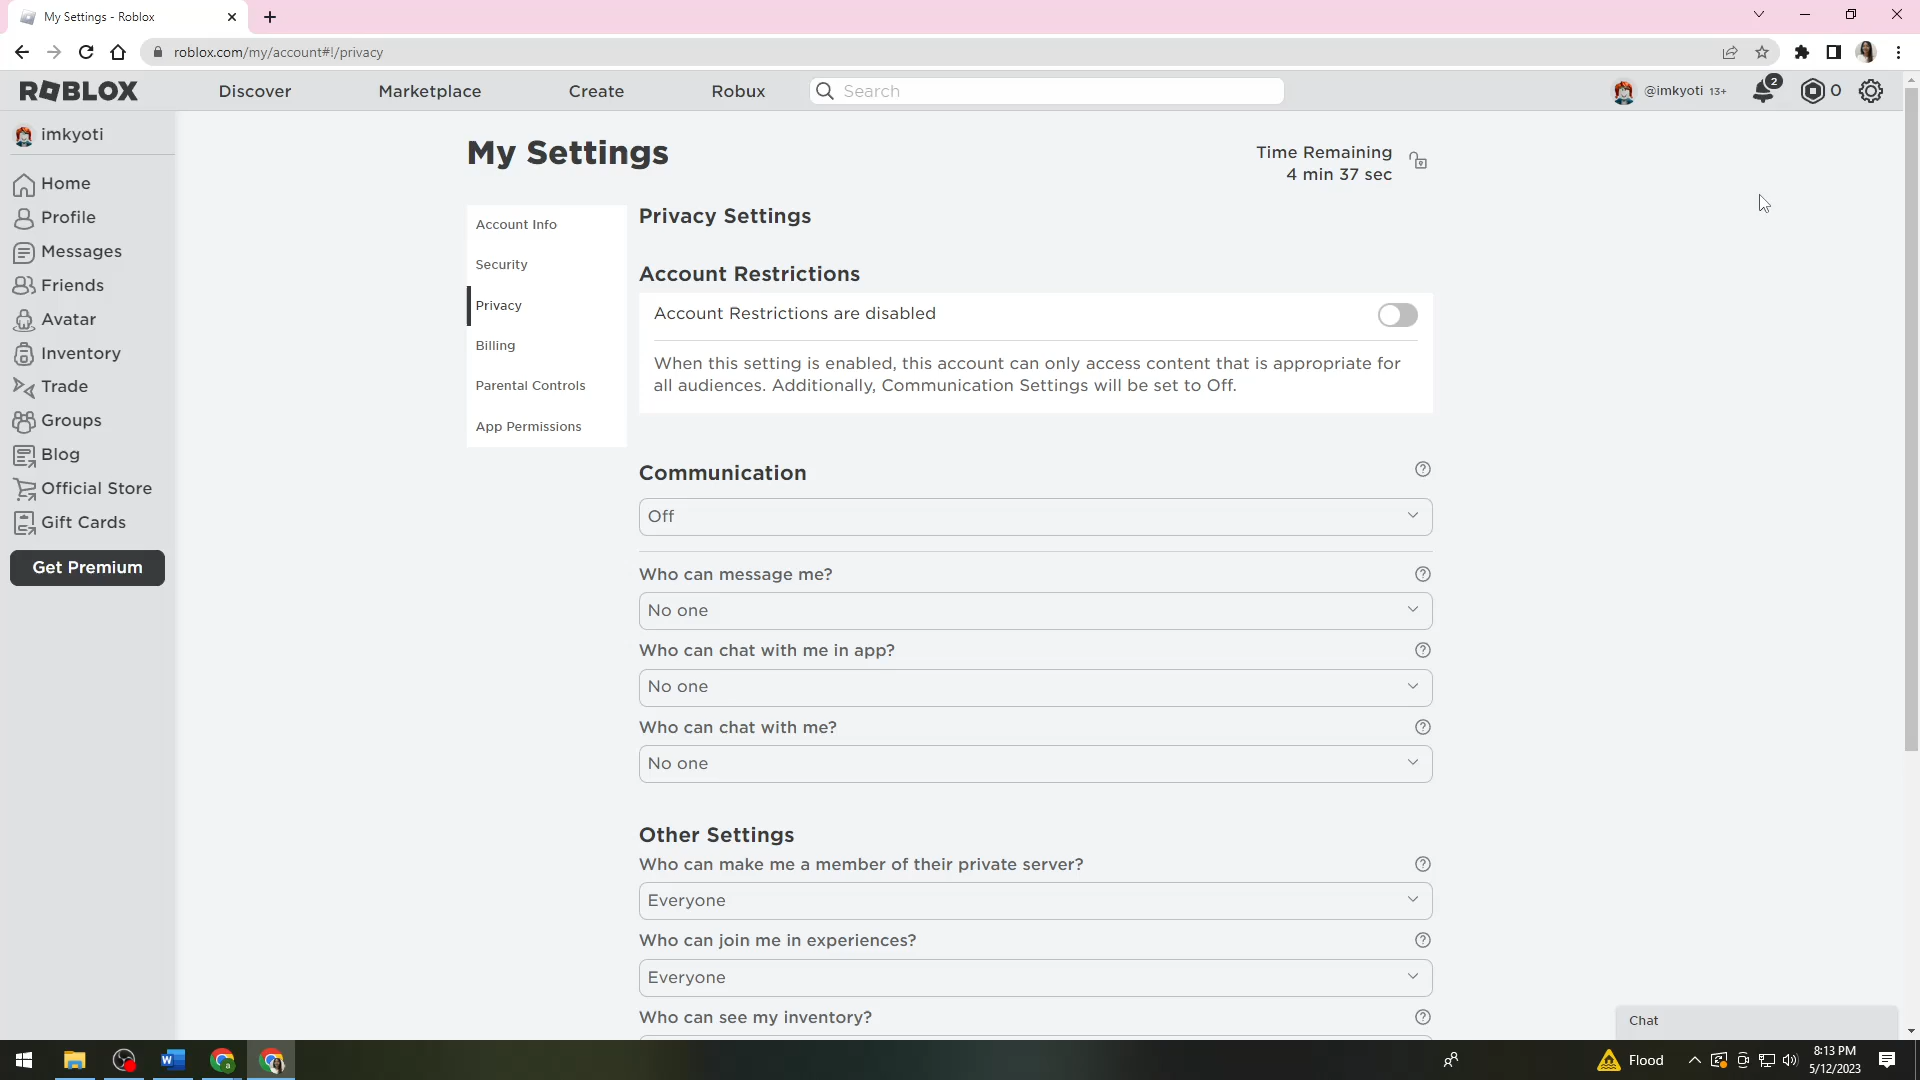 My Settings - Roblox
roblox.com/my/account#!/privacy
ROBLOX
Discover
Marketplace
Create
Robux
Search
@imkyoti 13+
2
0
imkyoti
Home
Profile
Messages
Friends
Avatar
Inventory
Trade
Groups
Blog
Official Store
Gift Cards
Get Premium
My Settings
Time Remaining
4 min 37 sec
Account Info
Security
Privacy
Billing
Parental Controls
App Permissions
Privacy Settings
Account Restrictions
Account Restrictions are disabled
When this setting is enabled, this account can only access content that is appropriate for
all audiences. Additionally, Communication Settings will be set to Off.
Communication
Off
Who can message me?
No one
Who can chat with me in app?
No one
Who can chat with me?
No one
Other Settings
Who can make me a member of their private server?
Everyone
Who can join me in experiences?
Everyone
Who can see my inventory?
Chat
Flood
8:13 PM
5/12/2023